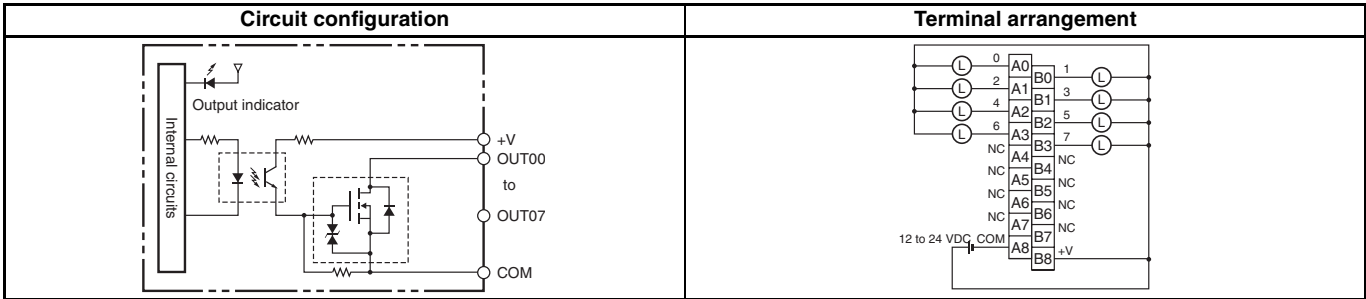 Circuit configuration
Terminal arrangement
Output indicator
Internal circuits
+V
OUT00
to
OUT07
COM
L 0 A0 B0 1 L
L 2 A1 B1 3 L
L 4 A2 B2 5 L
L 6 A3 B3 7 L
NC A4 B4 NC
NC A5 B5 NC
NC A6 B6 NC
NC A7 B7 NC
12 to 24 VDC COM A8 B8 +V